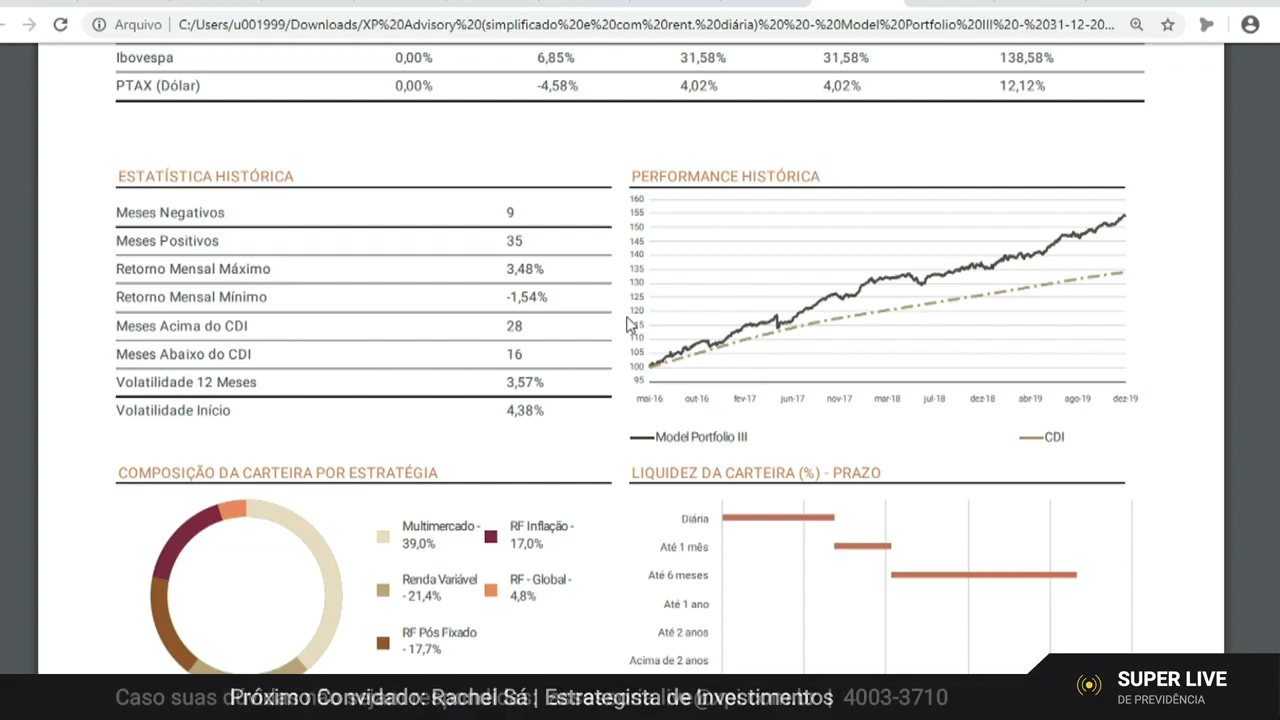 Arquivo C:/Users/u001999/Downloads/XP%20Advisory%20(simplificado%20e%20com%20rent.%20diária)%20%20-%20Model%20Portfolio%20III%20-%2031-12-20...
Ibovespa 0,00% 6,85% 31,58% 31,58% 138,58%
PTAX (Dólar) 0,00% -4,58% 4,02% 4,02% 12,12%
ESTATÍSTICA HISTÓRICA
Meses Negativos 9
Meses Positivos 35
Retorno Mensal Máximo 3,48%
Retorno Mensal Mínimo -1,54%
Meses Acima do CDI 28
Meses Abaixo do CDI 16
Volatilidade 12 Meses 3,57%
Volatilidade Início 4,38%
PERFORMANCE HISTÓRICA
160
155
150
145
140
135
130
125
120
115
110
105
100
95
mai-16 out-16 fev-17 jun-17 nov-17 mar-18 jul-18 dez-18 abr-19 ago-19 dez-19
Model Portfolio III CDI
COMPOSIÇÃO DA CARTEIRA POR ESTRATÉGIA
Multimercado -
39,0%
RF Inflação -
17,0%
Renda Variável
- 21,4%
RF - Global -
4,8%
RF Pós Fixado
- 17,7%
LIQUIDEZ DA CARTEIRA (%) - PRAZO
Diária
Até 1 mês
Até 6 meses
Até 1 ano
Até 2 anos
Acima de 2 anos
SUPER LIVE
DE PREVIDÊNCIA
Caso suas
Próximo Convidado: Rachel Sá | Estrategista de Investimentos
| 4003-3710